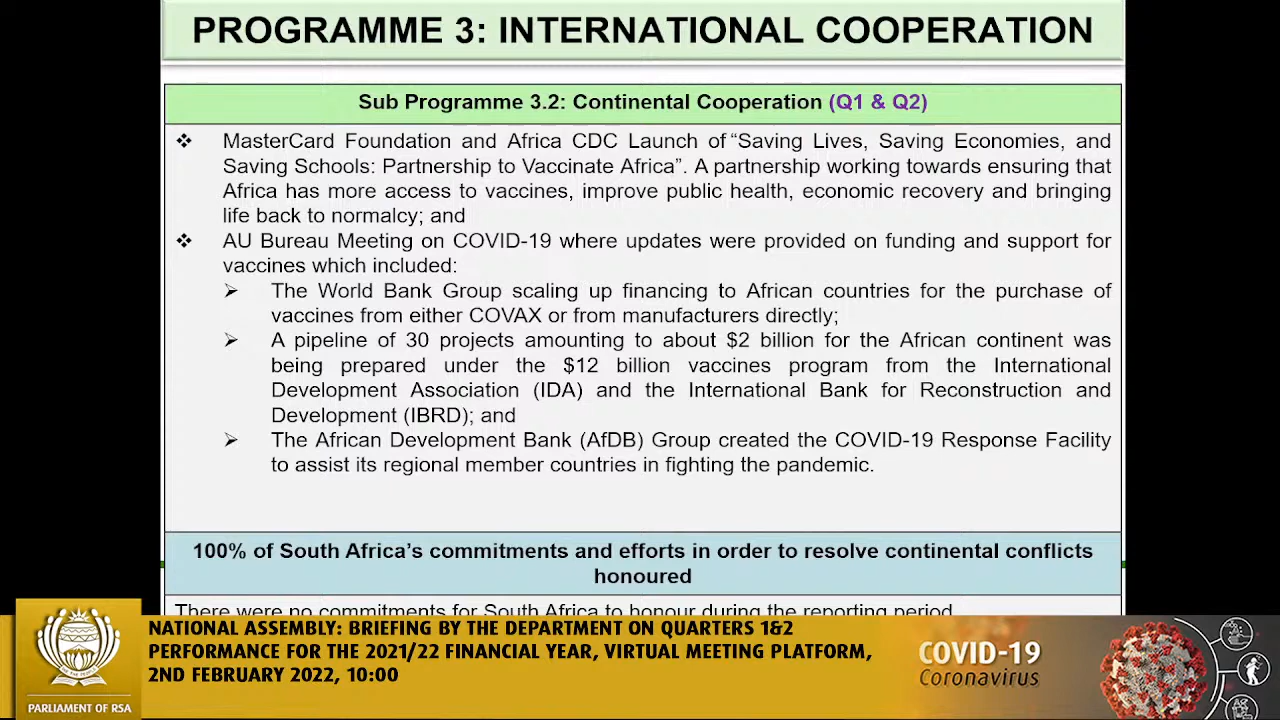 PROGRAMME 3: INTERNATIONAL COOPERATION
Sub Programme 3.2: Continental Cooperation (Q1 & Q2)
❖ MasterCard Foundation and Africa CDC Launch of “Saving Lives, Saving Economies, and
Saving Schools: Partnership to Vaccinate Africa”. A partnership working towards ensuring that
Africa has more access to vaccines, improve public health, economic recovery and bringing
life back to normalcy; and
❖ AU Bureau Meeting on COVID-19 where updates were provided on funding and support for
vaccines which included:
➢ The World Bank Group scaling up financing to African countries for the purchase of
vaccines from either COVAX or from manufacturers directly;
➢ A pipeline of 30 projects amounting to about $2 billion for the African continent was
being prepared under the $12 billion vaccines program from the International
Development Association (IDA) and the International Bank for Reconstruction and
Development (IBRD); and
➢ The African Development Bank (AfDB) Group created the COVID-19 Response Facility
to assist its regional member countries in fighting the pandemic.
100% of South Africa’s commitments and efforts in order to resolve continental conflicts
honoured
There were no commitments for South Africa to honour during the reporting period
NATIONAL ASSEMBLY: BRIEFING BY THE DEPARTMENT ON QUARTERS 1&2
PERFORMANCE FOR THE 2021/22 FINANCIAL YEAR, VIRTUAL MEETING PLATFORM,
2ND FEBRUARY 2022, 10:00
PARLIAMENT OF RSA
COVID-19
Coronavirus